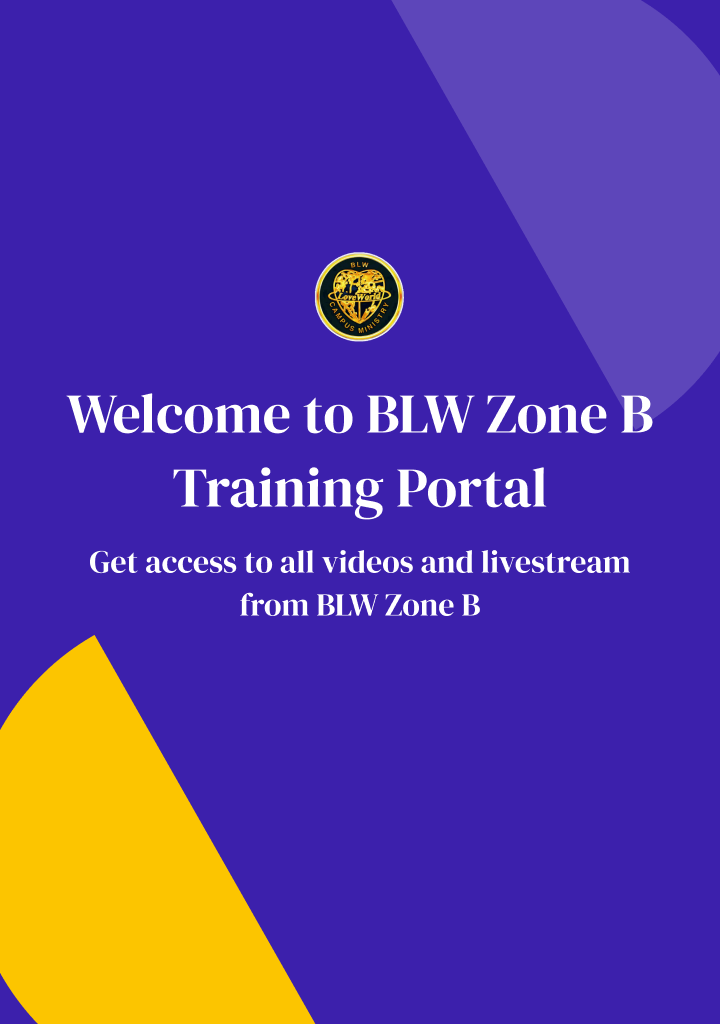 BLW
LoveWorld
CAMPUS MINISTRY
Welcome to BLW Zone B
Training Portal
Get access to all videos and livestream
from BLW Zone B